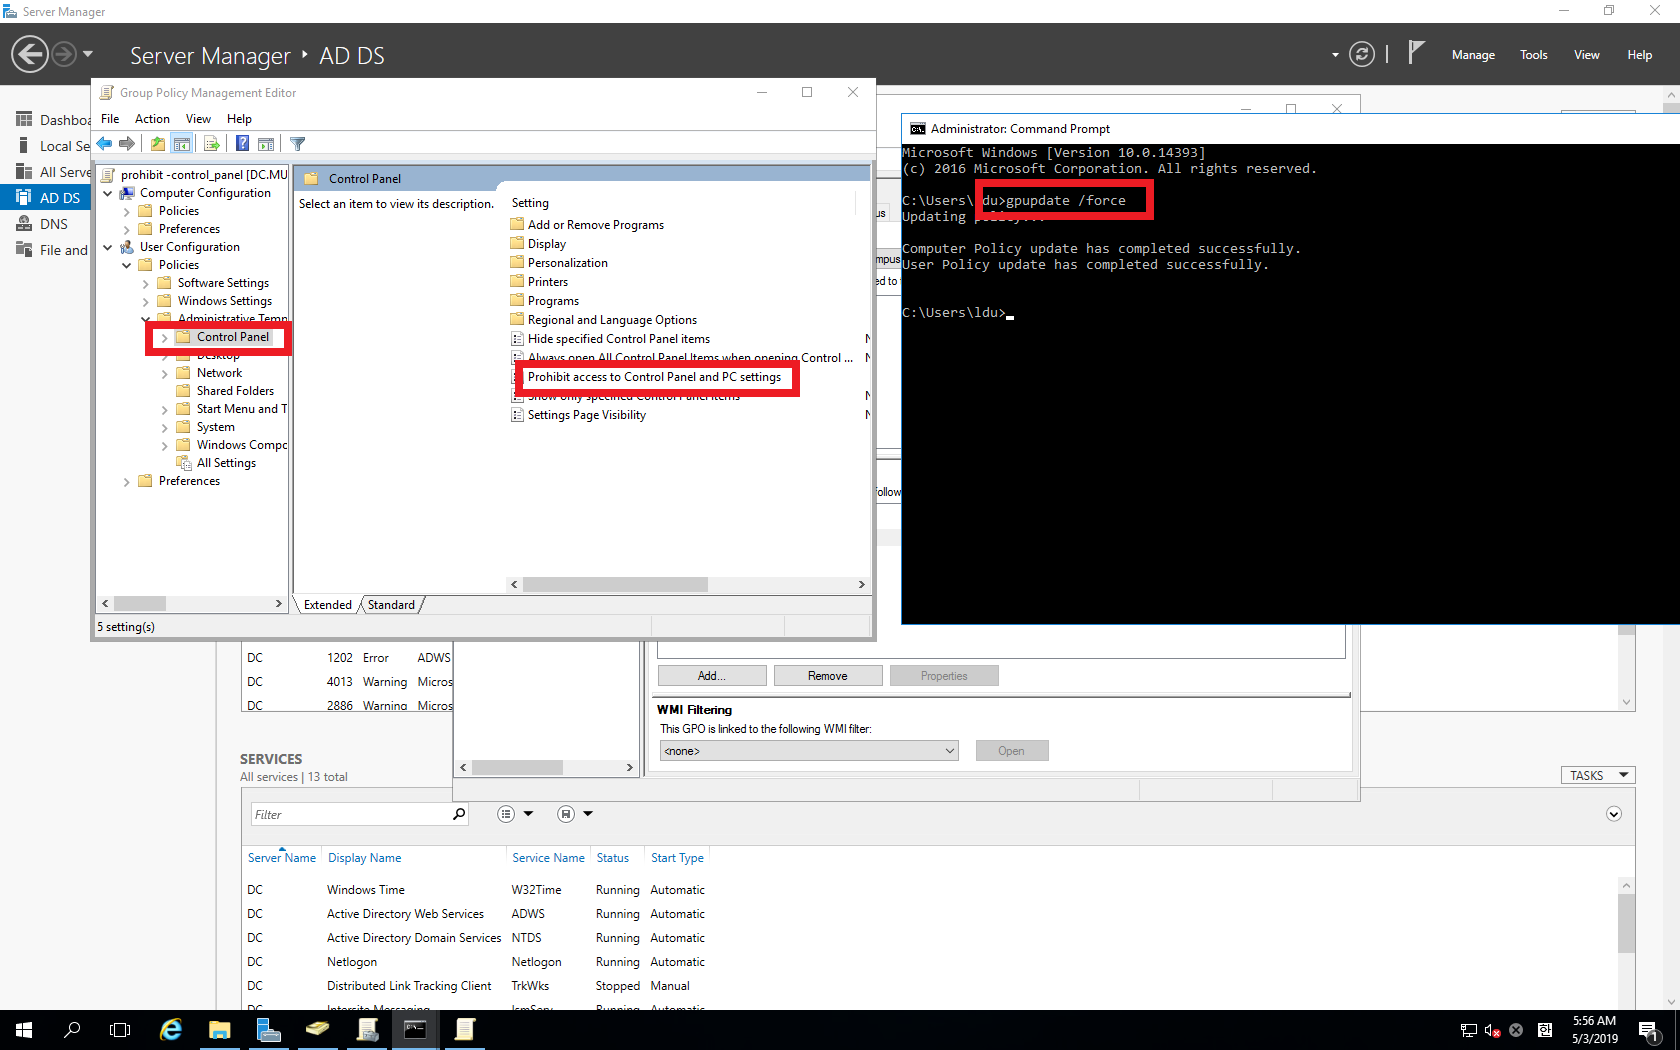 Server Manager
Server Manager ‣ AD DS
Manage Tools View Help
Dashboa
Local Se
All Serve
AD DS
DNS
File and
Group Policy Management Editor
File Action View Help
prohibit -control_panel [DC.MU
Computer Configuration
Policies
Preferences
User Configuration
Policies
Software Settings
Windows Settings
Administrative Temp
Control Panel
Desktop
Network
Shared Folders
Start Menu and T
System
Windows Compo
All Settings
Preferences
Control Panel
Select an item to view its description.
Setting
Add or Remove Programs
Display
Personalization
Printers
Programs
Regional and Language Options
Hide specified Control Panel items N
Always open All Control Panel Items when opening Control ... N
Prohibit access to Control Panel and PC settings
Show only specified Control Panel items N
Settings Page Visibility N
Extended Standard
5 setting(s)
us
mpus
ed to
follow
Administrator: Command Prompt
Microsoft Windows [Version 10.0.14393]
(c) 2016 Microsoft Corporation. All rights reserved.
C:\Users\ldu>gpupdate /force
Updating policy...
Computer Policy update has completed successfully.
User Policy update has completed successfully.
C:\Users\ldu>
DC 1202 Error ADWS
DC 4013 Warning Micros
DC 2886 Warning Micros
Add... Remove Properties
WMI Filtering
This GPO is linked to the following WMI filter:
<none> Open
SERVICES
All services | 13 total
TASKS
Filter
Server Name Display Name Service Name Status Start Type
DC Windows Time W32Time Running Automatic
DC Active Directory Web Services ADWS Running Automatic
DC Active Directory Domain Services NTDS Running Automatic
DC Netlogon Netlogon Running Automatic
DC Distributed Link Tracking Client TrkWks Stopped Manual
DC Intersite Messaging IsmServ Running Automatic
5:56 AM
5/3/2019
1